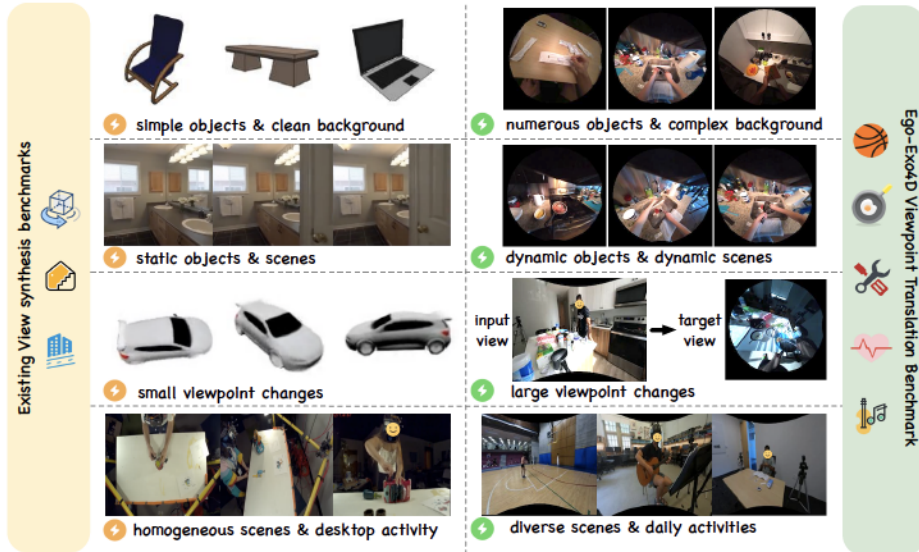 Existing View synthesis benchmarks
simple objects & clean background
numerous objects & complex background
static objects & scenes
dynamic objects & dynamic scenes
small viewpoint changes
input
view
target
view
large viewpoint changes
homogeneous scenes & desktop activity
diverse scenes & daily activities
Ego-Exo4D Viewpoint Translation Benchmark